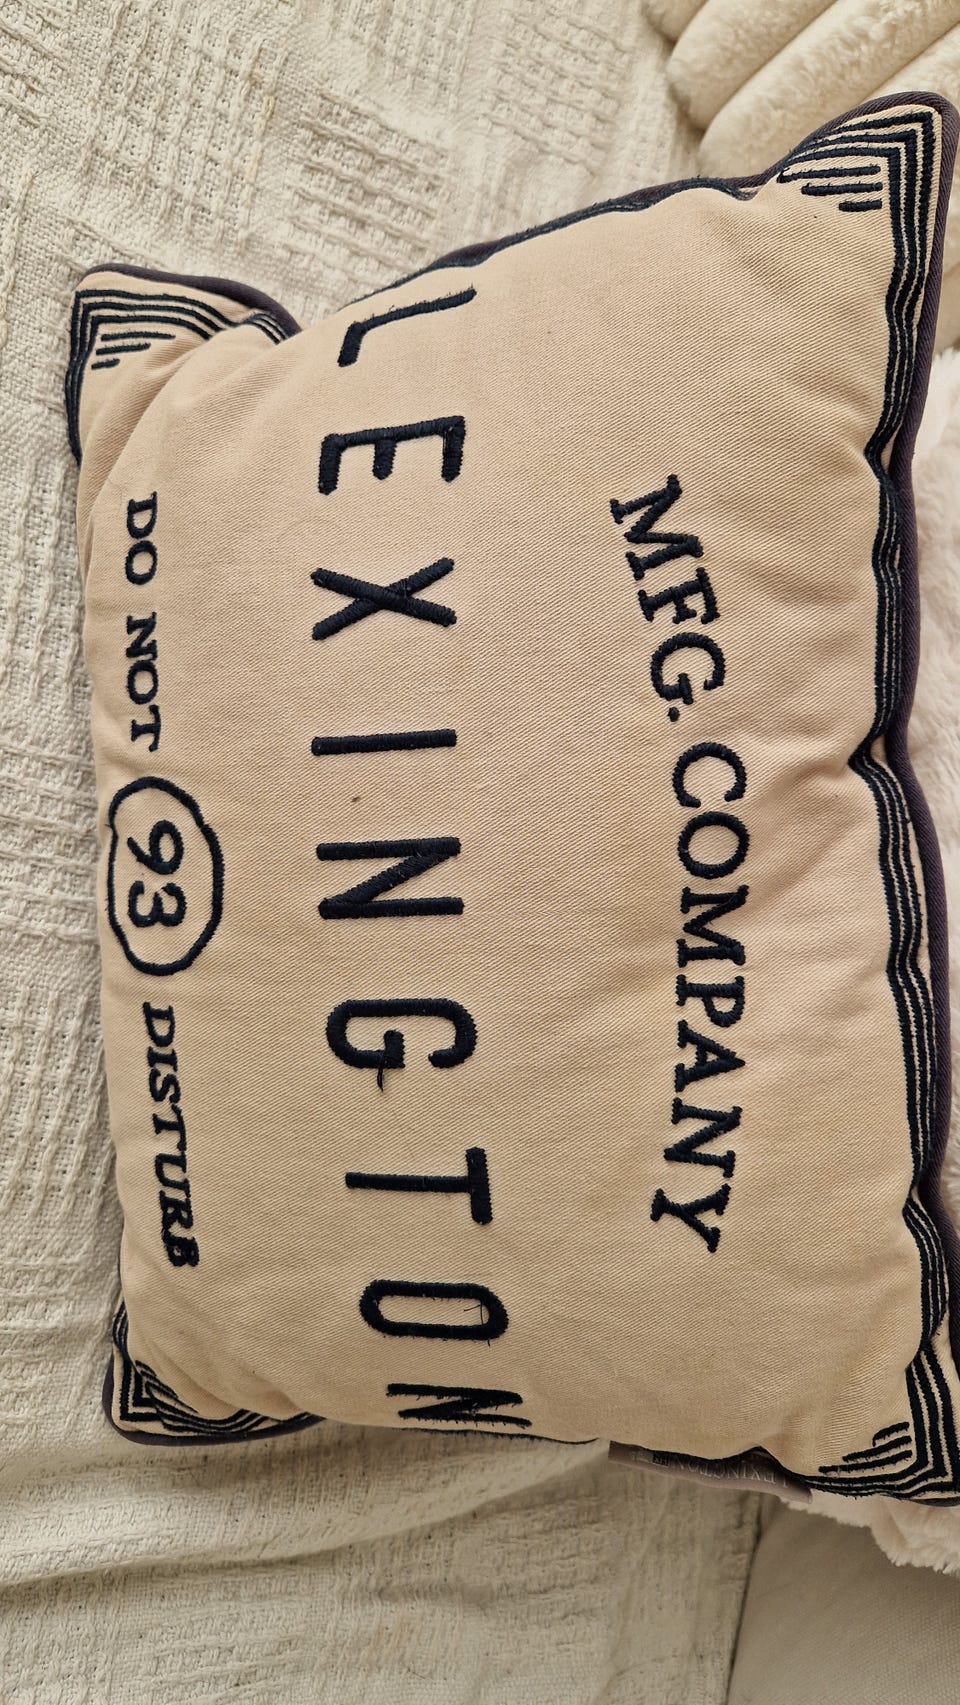 MFG. COMPANY
LEXINGTON
DO NOT 93 DISTURB